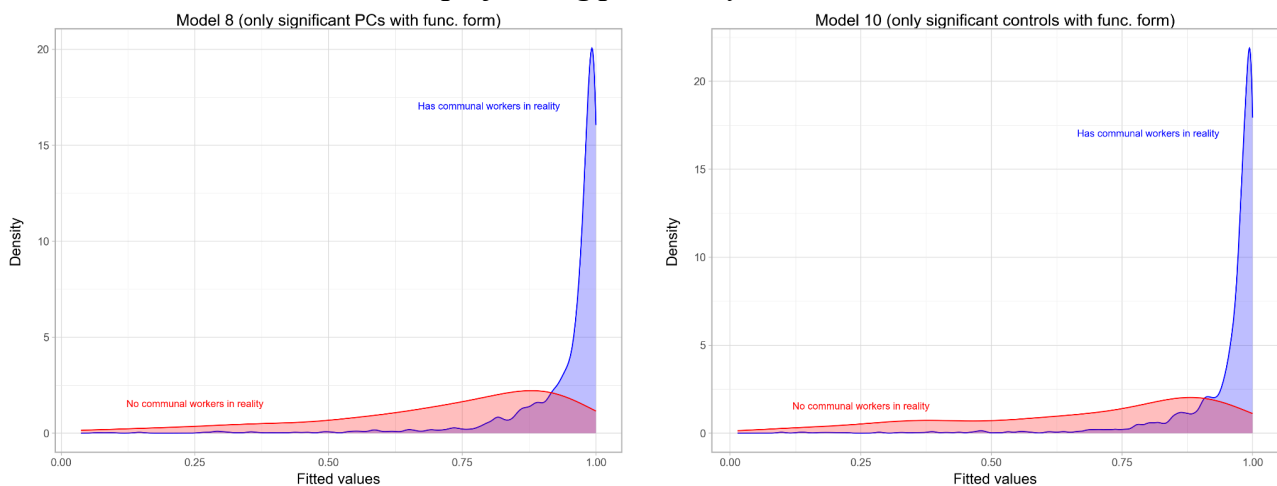 Model 8 (only significant PCs with func. form)
20
15
10
5
0
Density
Has communal workers in reality
No communal workers in reality
0.00 0.25 0.50 0.75 1.00
Fitted values
Model 10 (only significant controls with func. form)
20
15
10
5
0
Density
Has communal workers in reality
No communal workers in reality
0.00 0.25 0.50 0.75 1.00
Fitted values